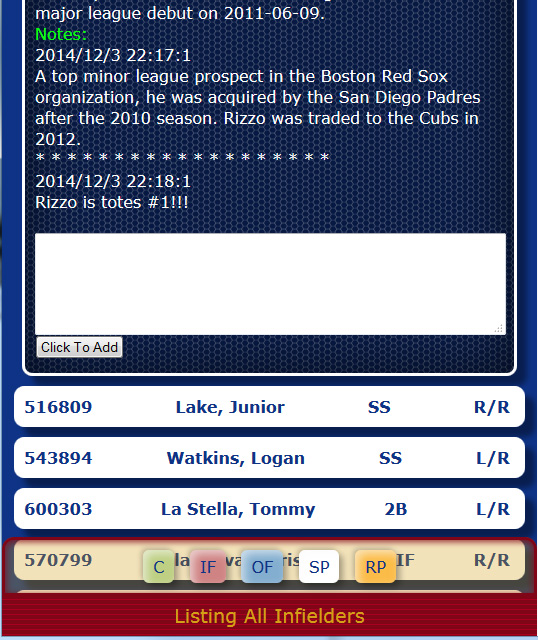 major league debut on 2011-06-09.
Notes:
2014/12/3 22:17:1
A top minor league prospect in the Boston Red Sox
organization, he was acquired by the San Diego Padres
after the 2010 season. Rizzo was traded to the Cubs in
2012.
* * * * * * * * * * * * * * * * * * *
2014/12/3 22:18:1
Rizzo is totes #1!!!
Click To Add
516809 Lake, Junior SS R/R
543894 Watkins, Logan SS L/R
600303 La Stella, Tommy 2B L/R
570799 IF R/R
C IF OF SP RP
Listing All Infielders